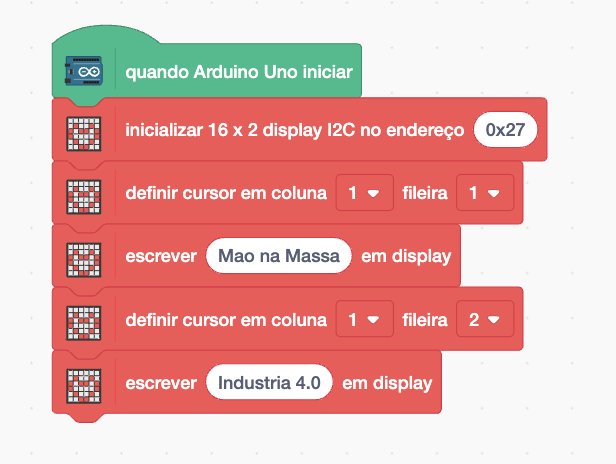 quando Arduino Uno iniciar
inicializar 16 x 2 display I2C no endereço 0x27
definir cursor em coluna 1 fileira 1
escrever Mao na Massa em display
definir cursor em coluna 1 fileira 2
escrever Industria 4.0 em display